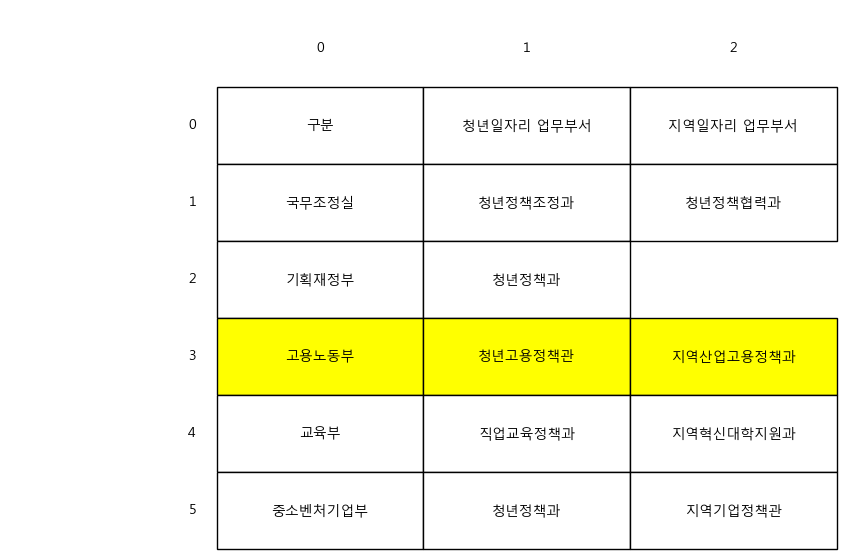 0 1 2
0 구분 청년일자리 업무부서 지역일자리 업무부서
1 국무조정실 청년정책조정과 청년정책협력과
2 기획재정부 청년정책과
3 고용노동부 청년고용정책관 지역산업고용정책과
4 교육부 직업교육정책과 지역혁신대학지원과
5 중소벤처기업부 청년정책과 지역기업정책관